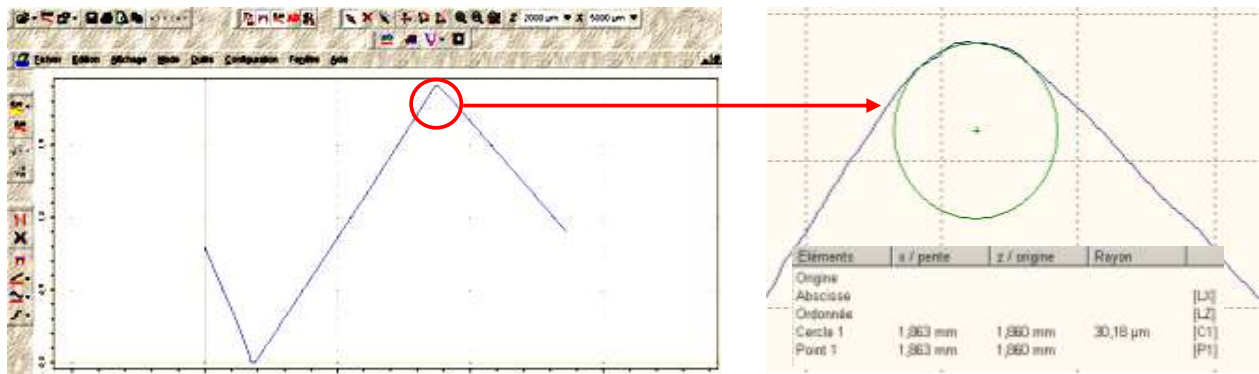 Z 2000 µm X 5000 µm
Fichier Edition Affichage Mode Outils Configuration Fenêtre Aide
Eléments x / pente z / origine Rayon
Origine
Abscisse [LX]
Ordonnée [LZ]
Cercle 1 1,863 mm 1,860 mm 30,18 µm [C1]
Point 1 1,863 mm 1,860 mm [P1]